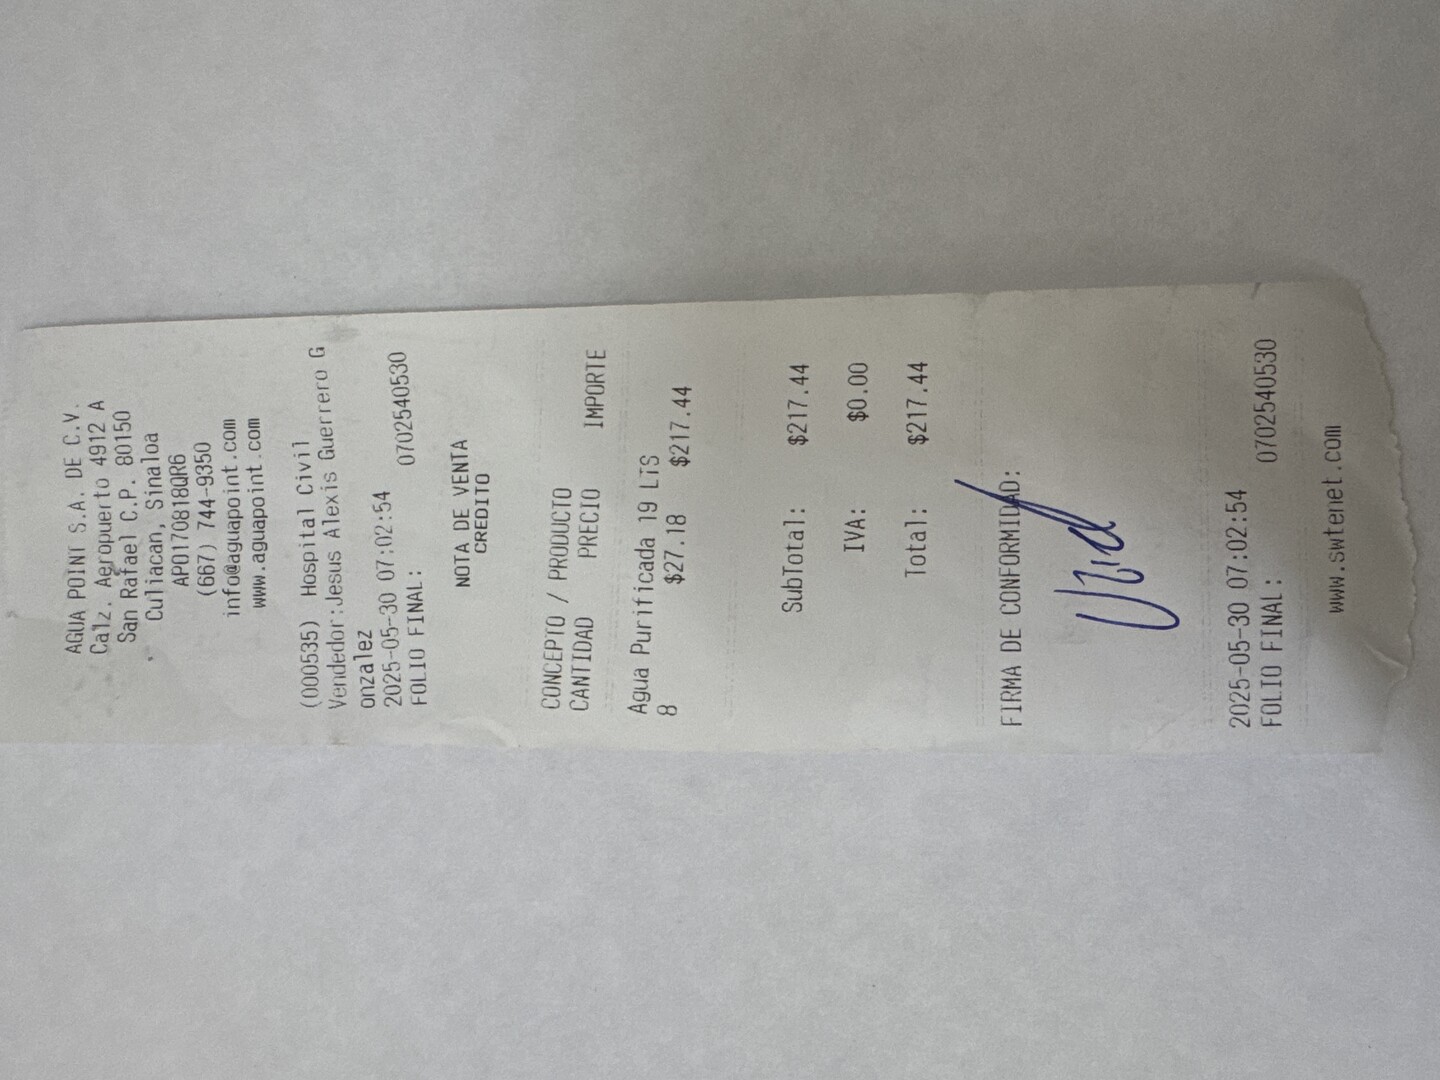 AGUA POINT S.A. DE C.V.
Calz. Aeropuerto 4912 A
San Rafael C.P. 80150
Culiacan, Sinaloa
APO170818QR6
(667) 744-9350
info@aguapoint.com
www.aguapoint.com
(000535) Hospital Civil
Vendedor:Jesus Alexis Guerrero G
onzalez
2025-05-30 07:02:54
FOLIO FINAL: 0702540530
NOTA DE VENTA
CREDITO
CONCEPTO / PRODUCTO
CANTIDAD PRECIO IMPORTE
Agua Purificada 19 LTS
8 $27.18 $217.44
SubTotal: $217.44
IVA: $0.00
Total: $217.44
FIRMA DE CONFORMIDAD:
2025-05-30 07:02:54
FOLIO FINAL: 0702540530
www.swtenet.com